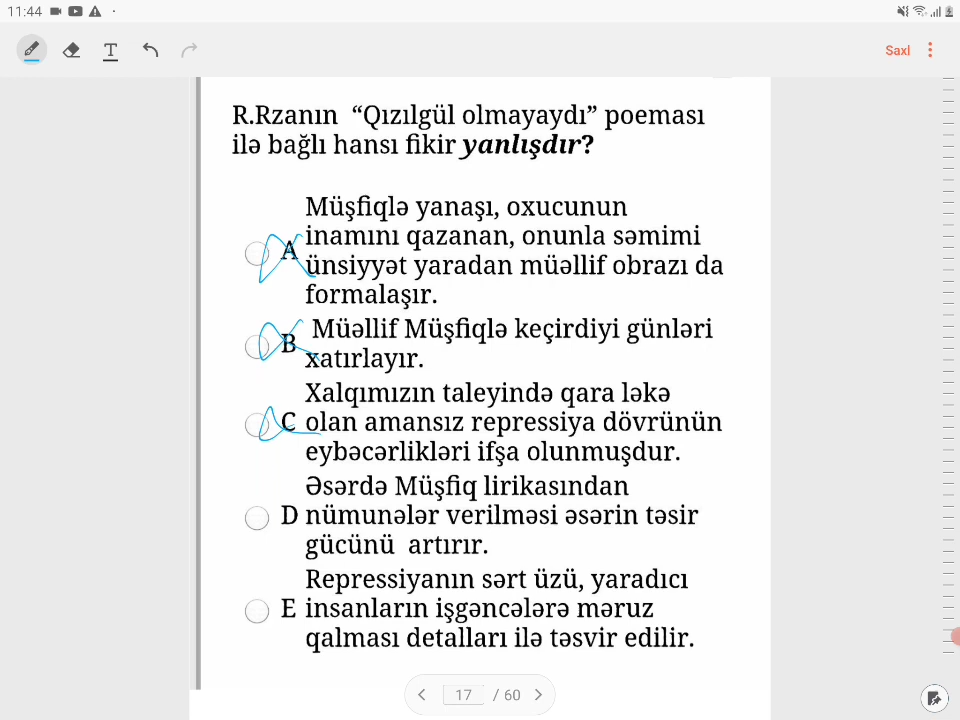 11:44
T
Saxl
R.Rzanın “Qızılgül olmayaydı” poeması
ilə bağlı hansı fikir yanlışdır?
Müşfiqlə yanaşı, oxucunun
A inamını qazanan, onunla səmimi
ünsiyyət yaradan müəllif obrazı da
formalaşır.
B Müəllif Müşfiqlə keçirdiyi günləri
xatırlayır.
Xalqımızın taleyində qara ləkə
C olan amansız repressiya dövrünün
eybəcərlikləri ifşa olunmuşdur.
Əsərdə Müşfiq lirikasından
D nümunələr verilməsi əsərin təsir
gücünü artırır.
Repressiyanın sərt üzü, yaradıcı
E insanların işgəncələrə məruz
qalması detalları ilə təsvir edilir.
17 / 60